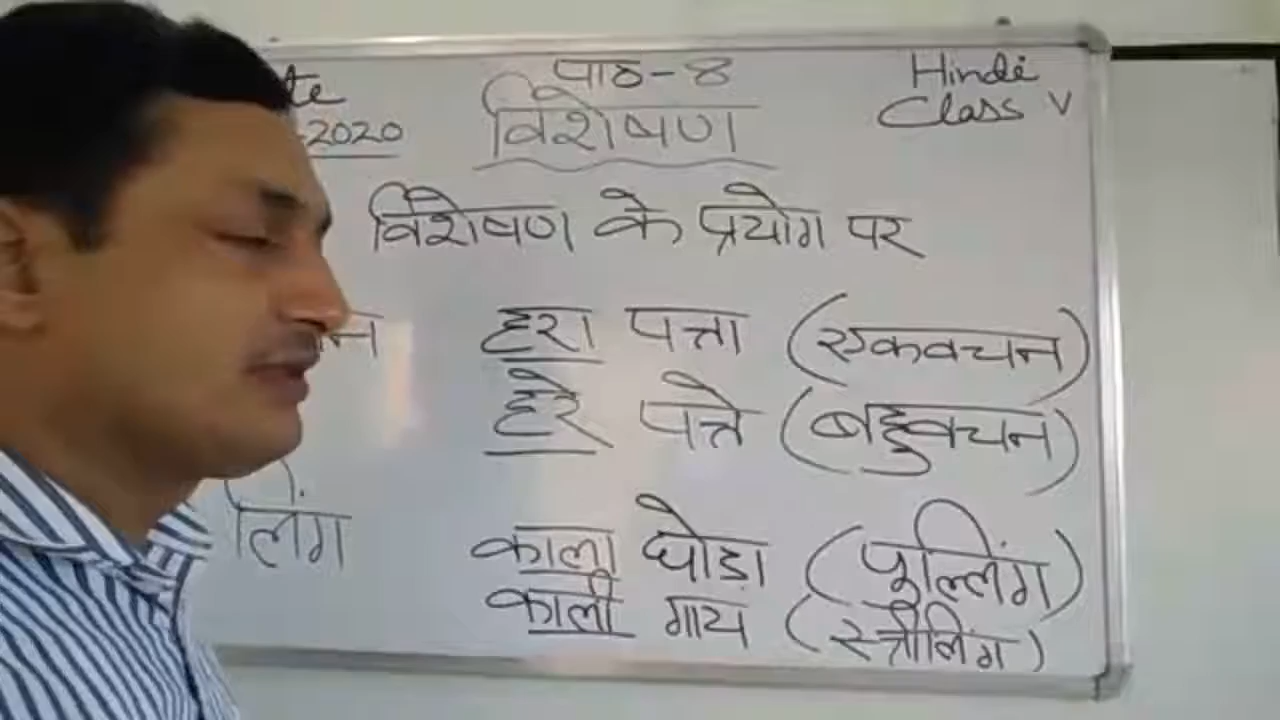 पाठ-8
Hindi
Class V
-2020
विशेषण
विशेषण के प्रयोग पर
हरा पत्ता (एकवचन)
हरे पत्ते (बहुवचन)
लिंग
काला घोड़ा (पुल्लिंग)
काली गाय (स्त्रीलिंग)